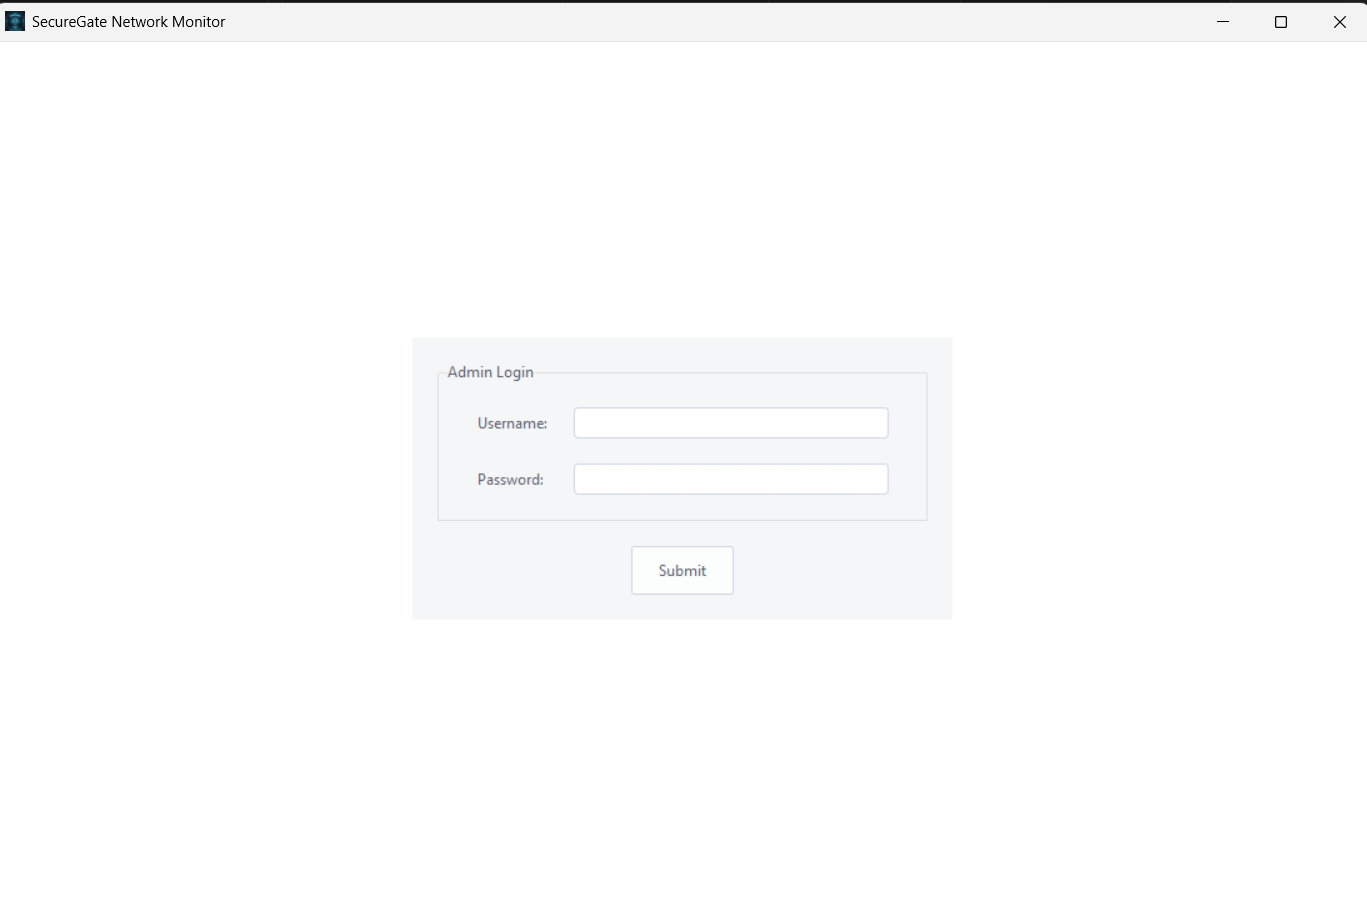 SecureGate Network Monitor
Admin Login
Username:
Password:
Submit